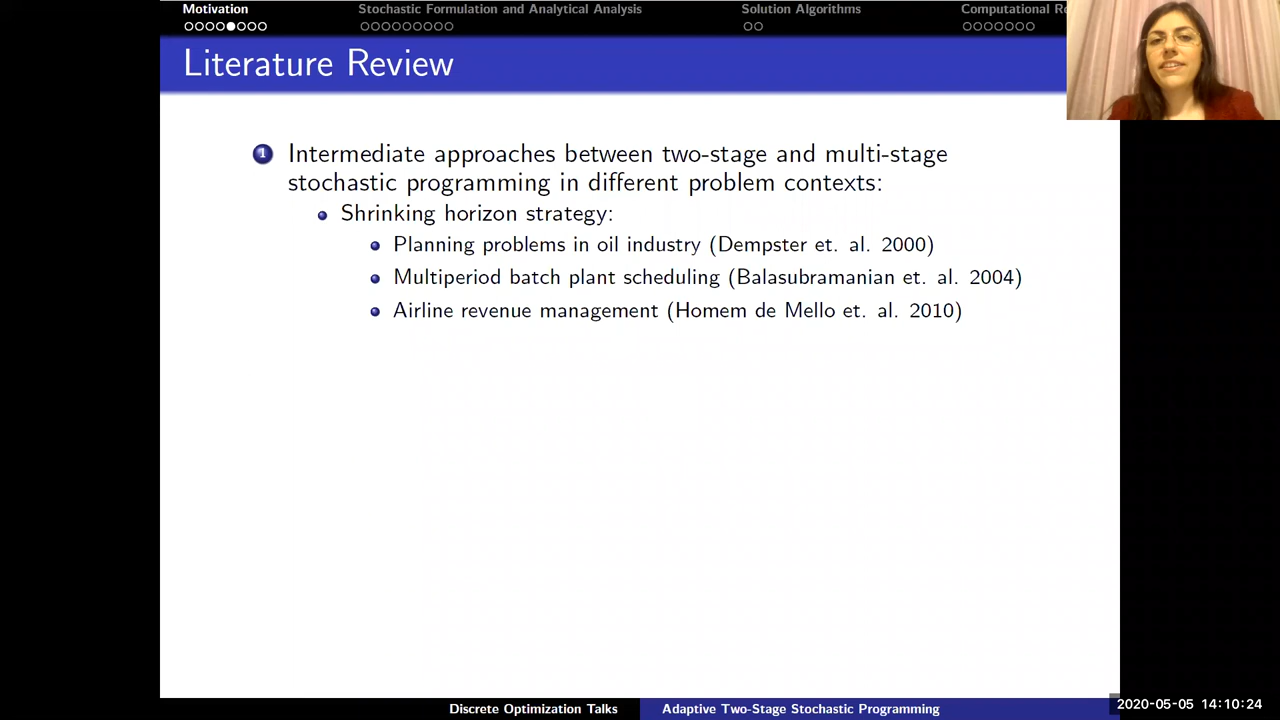 Motivation
Stochastic Formulation and Analytical Analysis
Solution Algorithms
Computational
Literature Review
1 Intermediate approaches between two-stage and multi-stage
stochastic programming in different problem contexts:
Shrinking horizon strategy:
Planning problems in oil industry (Dempster et. al. 2000)
Multiperiod batch plant scheduling (Balasubramanian et. al. 2004)
Airline revenue management (Homem de Mello et. al. 2010)
Discrete Optimization Talks
Adaptive Two-Stage Stochastic Programming
2020-05-05 14:10:24